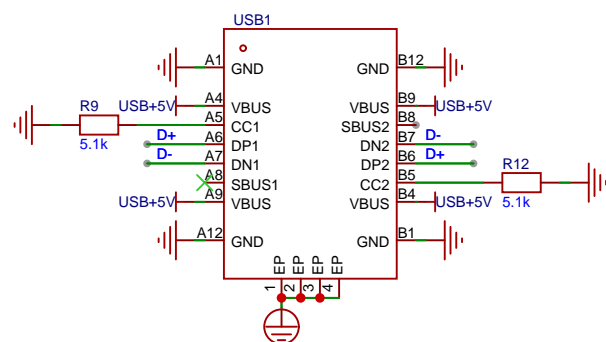 USB1
A1 GND GND B12
USB+5V A4 VBUS VBUS B9 USB+5V
R9 A5 CC1 SBUS2 B8
5.1k
D+ A6 DP1 DN2 B7 D-
D- A7 DN1 DP2 B6 D+
A8 SBUS1 CC2 B5 R12
5.1k
USB+5V A9 VBUS VBUS B4 USB+5V
A12 GND GND B1
EP EP EP EP
1 2 3 4